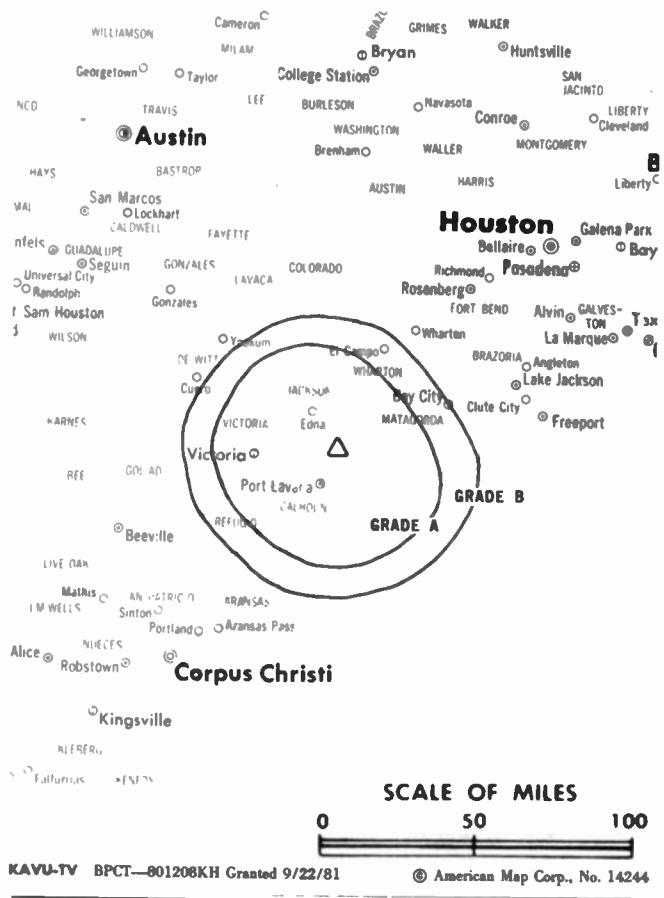 Cameron
GRIMES
WALKER
WILLIAMSON
MILAM
Bryan
Huntsville
Georgetown
Taylor
College Station
SAN
JACINTO
LEE
BURLESON
Navasota
TRAVIS
LIBERTY
Conroe
Cleveland
Austin
WASHINGTON
Brenham
WALLER
MONTGOMERY
HAYS
BASTROP
AUSTIN
HARRIS
Liberty
San Marcos
Lockhart
CALDWELL
FAYETTE
Houston
Galena Park
GUADALUPE
Bellaire
Bay
Seguin
GONZALES
COLORADO
Richmond
Pasadena
Universal City
LAVACA
Randolph
Gonzales
Rosenberg
Sam Houston
FORT BEND
Alvin
GALVES-
TON
WILSON
Yoakum
Wharton
La Marque
El Campo
DE WITT
WHARTON
BRAZORIA
Angleton
Cuero
Lake Jackson
JACKSON
Bay City
Clute City
KARNES
VICTORIA
Edna
MATAGORDA
Freeport
Victoria
GOLIAD
Port Lavaca
GRADE B
CALHOUN
GRADE A
REFUGIO
Beeville
LIVE OAK
Mathis
Sinton
ARANSAS
Portland
Aransas Pass
NUECES
Alice
Robstown
Corpus Christi
Kingsville
KLEBERG
Falfurrias
SCALE OF MILES
0 50 100
KAVU-TV BPCT—801208KH Granted 9/22/81
© American Map Corp., No. 14244